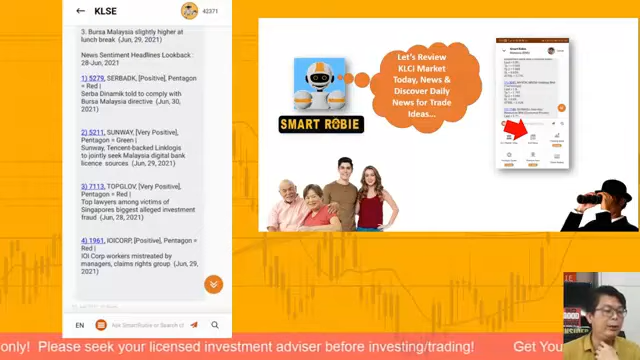 KLSE
42371
3. Bursa Malaysia slightly higher at
lunch break (Jun, 29, 2021)
News Sentiment Headlines Lookback :
28-Jun, 2021
1) 5279, SERBADK, [Positive], Pentagon
= Red |
Serba Dinamik told to comply with
Bursa Malaysia directive (Jun, 30,
2021)
2) 5211, SUNWAY, [Very Positive],
Pentagon = Green |
Sunway, Tencent-backed Linklogis
to jointly seek Malaysia digital bank
licence sources (Jun, 29, 2021)
3) 7113, TOPGLOV, [Very Positive],
Pentagon = Red |
Top lawyers among victims of
Singapores biggest alleged investment
fraud (Jun, 28, 2021)
4) 1961, IOICORP, [Positive], Pentagon =
Red |
IOI Corp workers mistreated by
managers, claims rights group (Jun, 29,
2021)
EN
Ask SmartRobie or Search cl
Let's Review
KLCI Market
Today, News &
Discover Daily
News for Trade
Ideas...
SMART ROBIE
only! Please seek your licensed investment adviser before investing/trading!
Get You